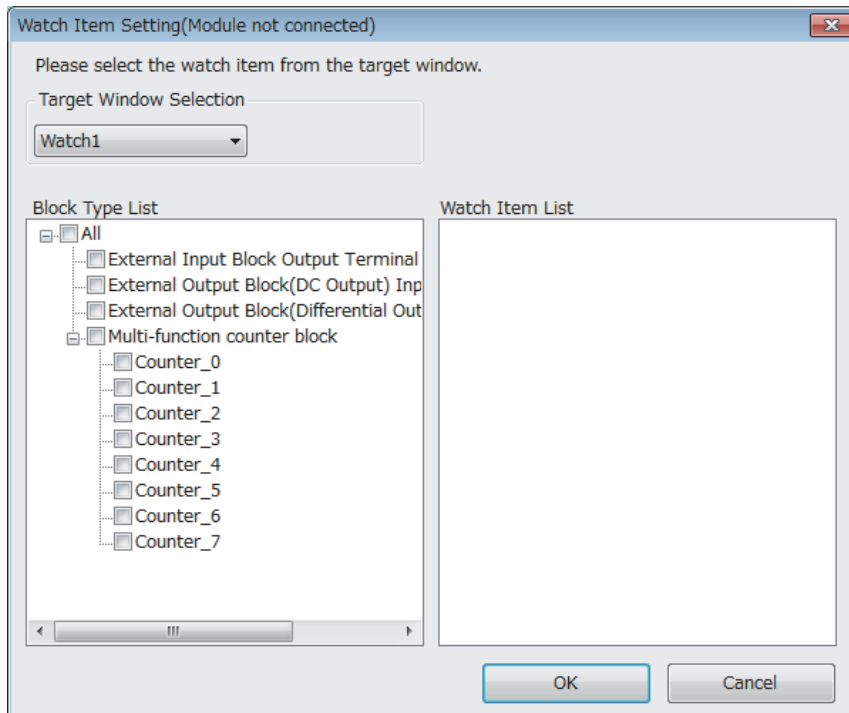 Watch Item Setting(Module not connected)
Please select the watch item from the target window.
Target Window Selection
Watch1
Block Type List
Watch Item List
All
External Input Block Output Terminal
External Output Block(DC Output) Inp
External Output Block(Differential Out
Multi-function counter block
Counter_0
Counter_1
Counter_2
Counter_3
Counter_4
Counter_5
Counter_6
Counter_7
OK
Cancel